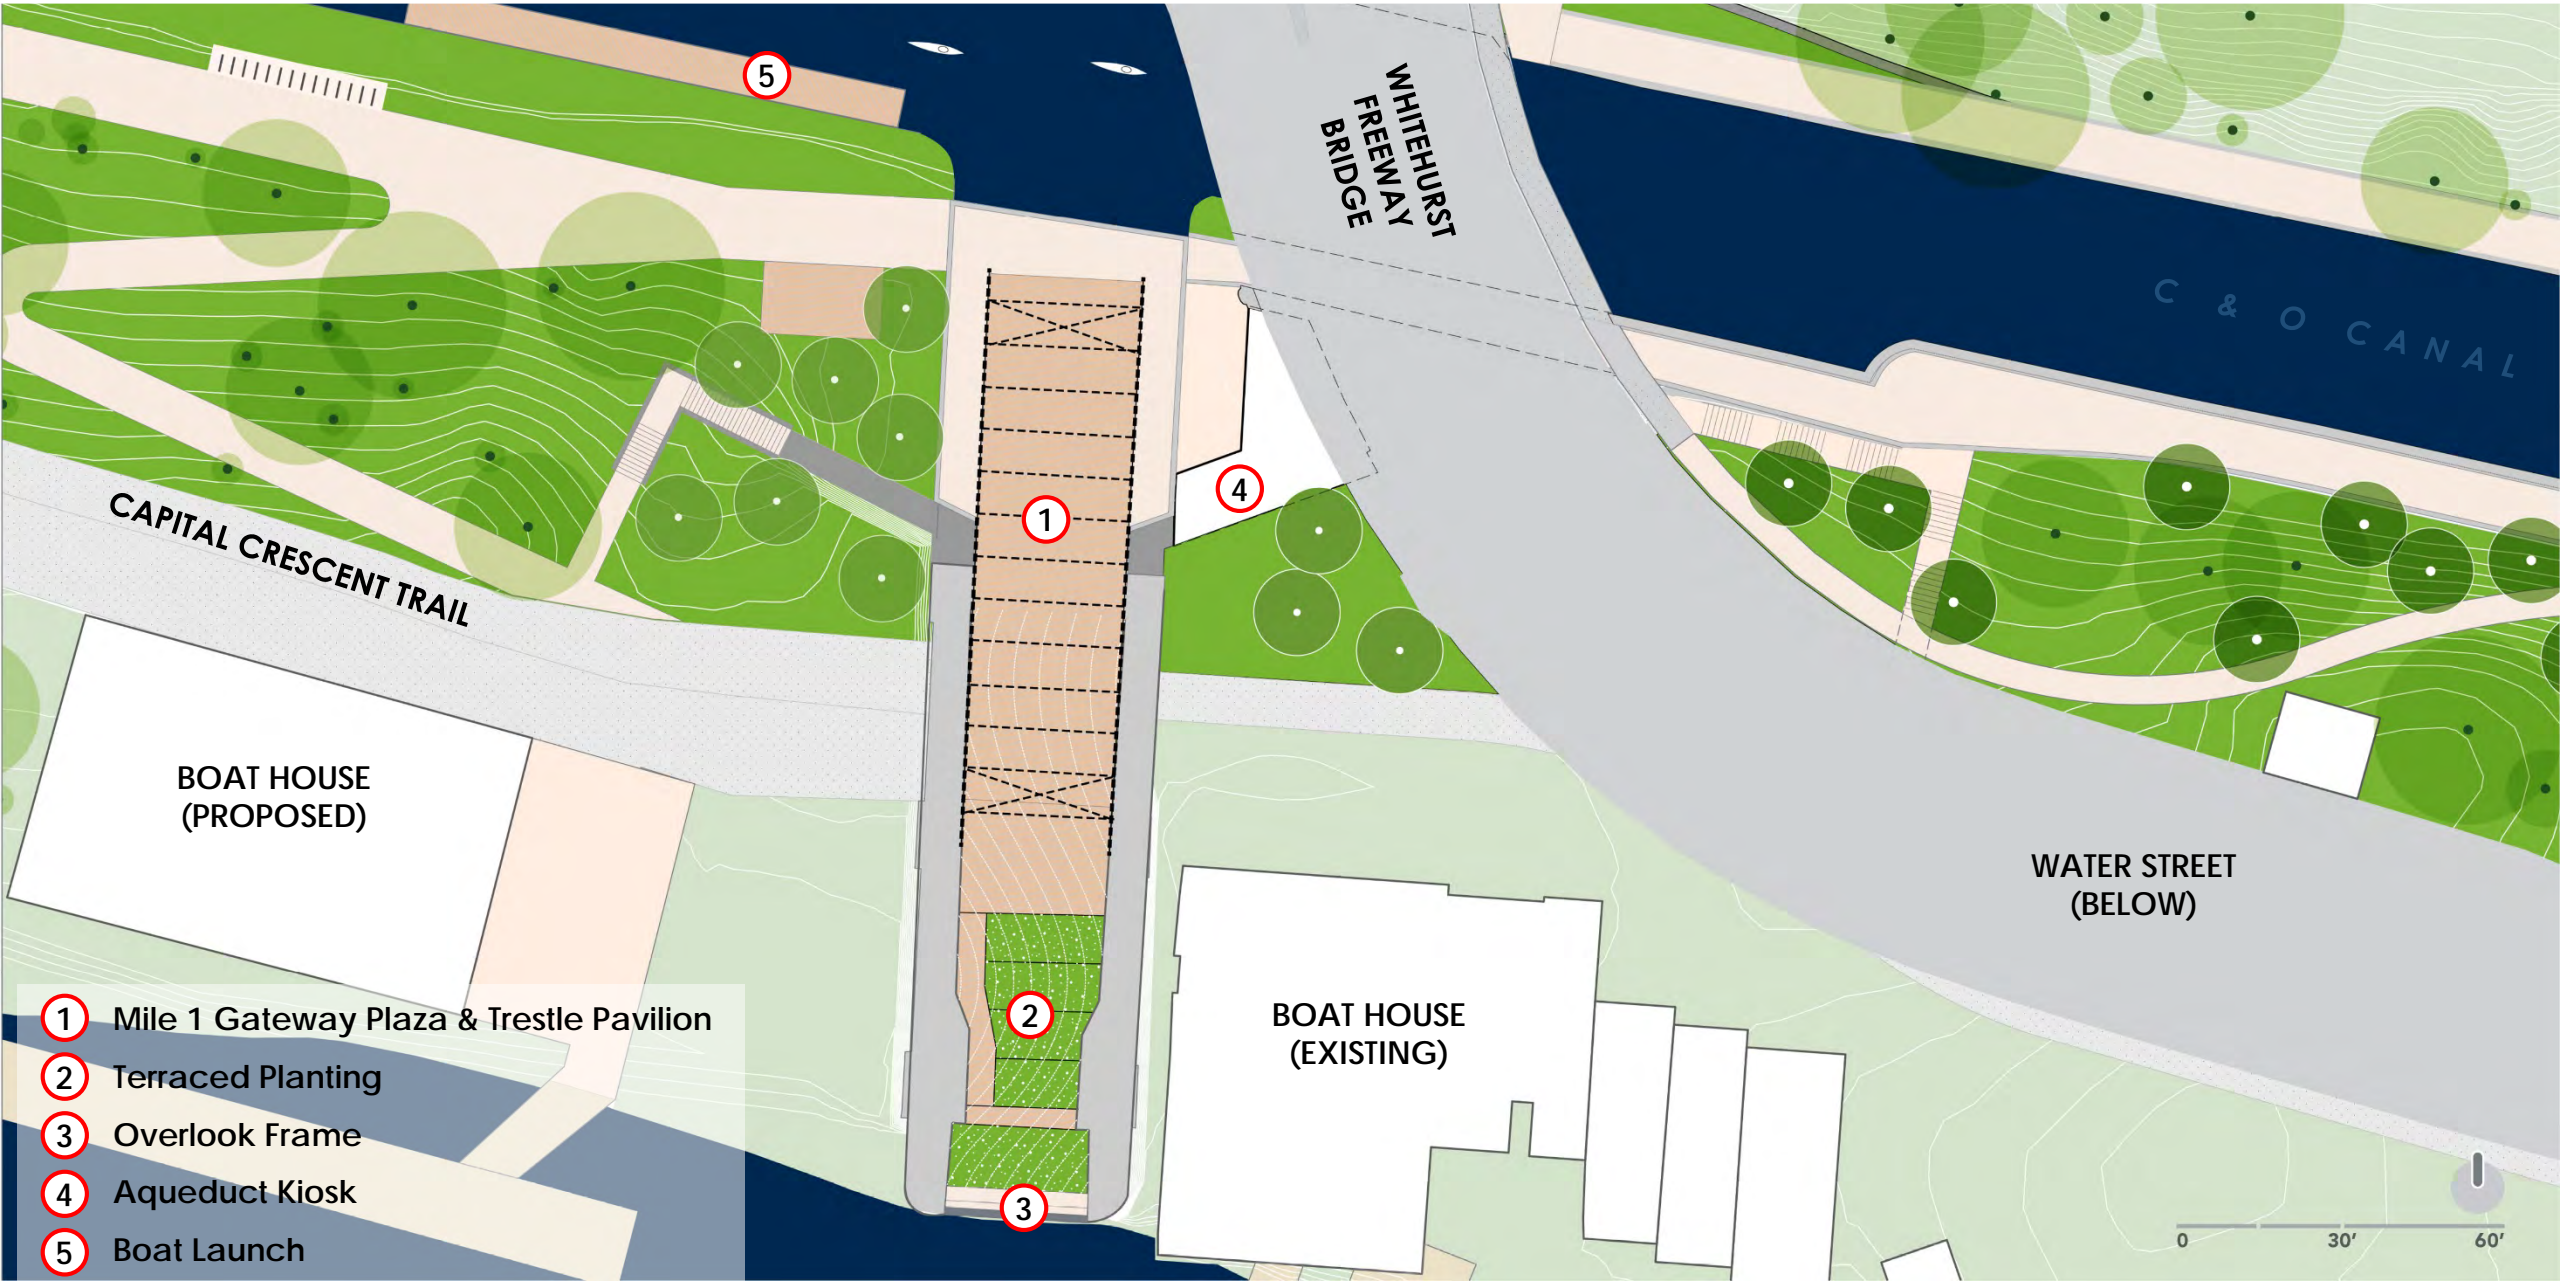 5
WHITEHURST
FREEWAY
BRIDGE
C & O CANAL
4
1
CAPITAL CRESCENT TRAIL
BOAT HOUSE
(PROPOSED)
WATER STREET
(BELOW)
2
BOAT HOUSE
(EXISTING)
3
1 Mile 1 Gateway Plaza & Trestle Pavilion
2 Terraced Planting
3 Overlook Frame
4 Aqueduct Kiosk
5 Boat Launch
0 30' 60'